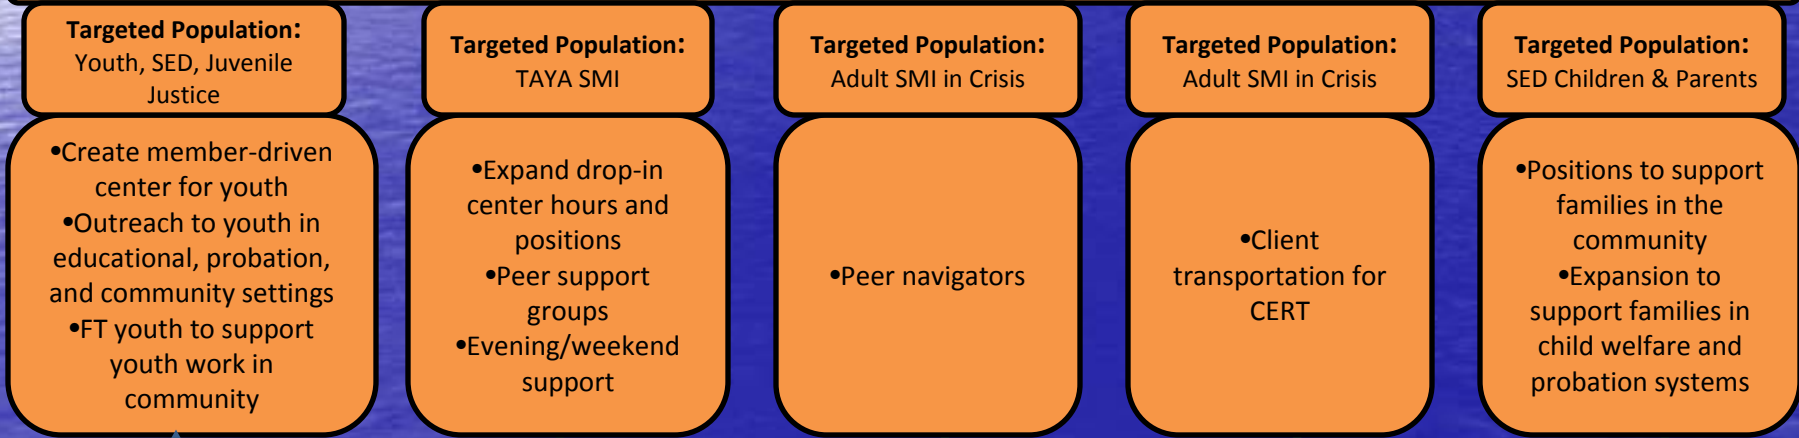 Targeted Population:
Youth, SED, Juvenile
Justice
Targeted Population:
TAYA SMI
Targeted Population:
Adult SMI in Crisis
Targeted Population:
Adult SMI in Crisis
Targeted Population:
SED Children & Parents
•Create member-driven
center for youth
•Outreach to youth in
educational, probation,
and community settings
•FT youth to support
youth work in
community
•Expand drop-in
center hours and
positions
•Peer support
groups
•Evening/weekend
support
•Peer navigators
•Client
transportation for
CERT
•Positions to support
families in the
community
•Expansion to
support families in
child welfare and
probation systems